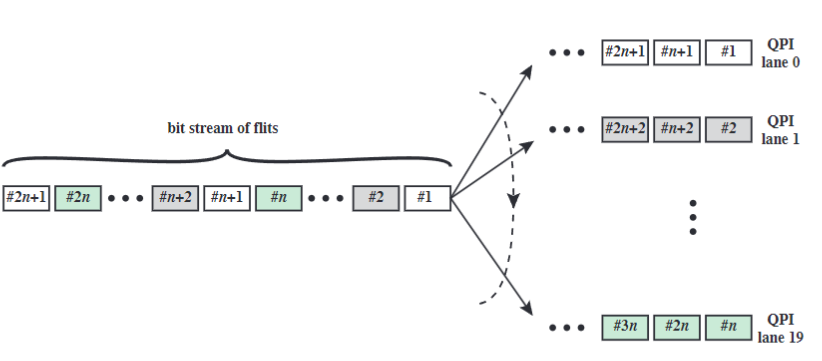 #2n+1 #n+1 #1 QPI lane 0
bit stream of flits
#2n+2 #n+2 #2 QPI lane 1
#2n+1 #2n #n+2 #n+1 #n #2 #1
#3n #2n #n QPI lane 19